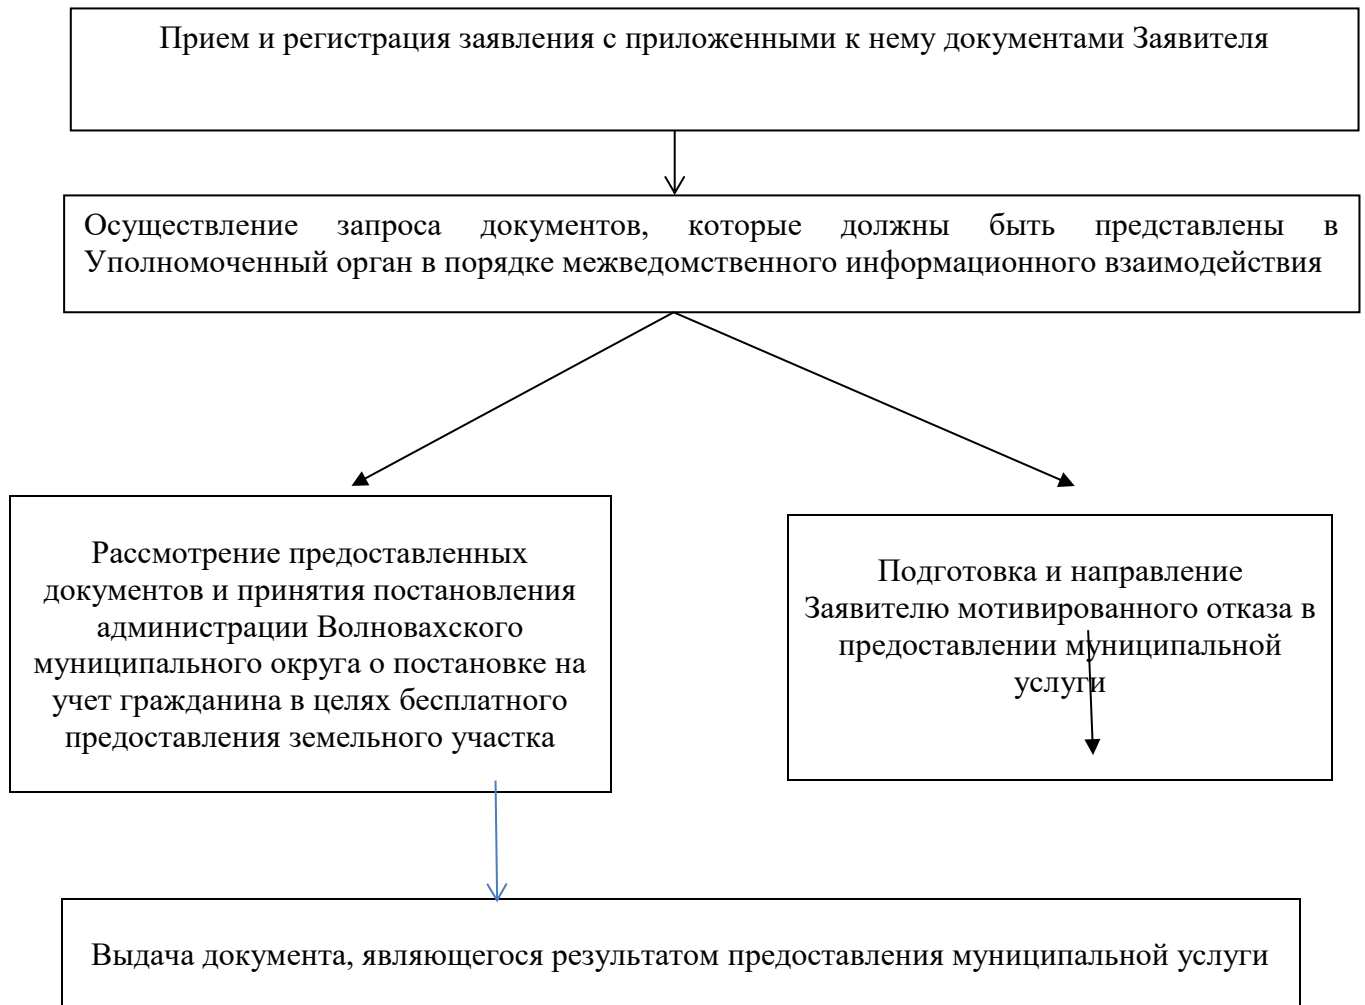 Прием и регистрация заявления с приложенными к нему документами Заявителя
Осуществление запроса документов, которые должны быть представлены в
Уполномоченный орган в порядке межведомственного информационного взаимодействия
Рассмотрение предоставленных
документов и принятия постановления
администрации Волновахского
муниципального округа о постановке на
учет гражданина в целях бесплатного
предоставления земельного участка
Подготовка и направление
Заявителю мотивированного отказа в
предоставлении муниципальной
услуги
Выдача документа, являющегося результатом предоставления муниципальной услуги